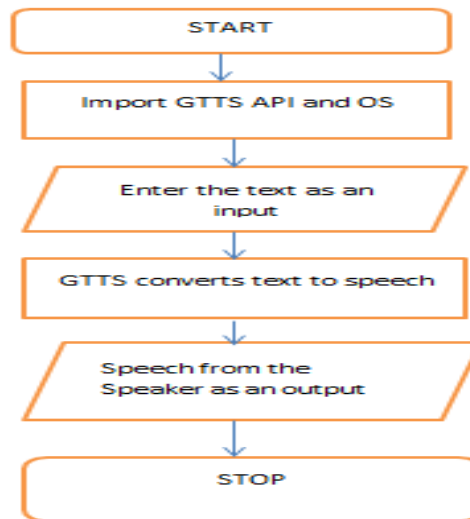 START
Import GTTS API and OS
Enter the text as an
input
GTTS converts text to speech
Speech from the
Speaker as an output
STOP